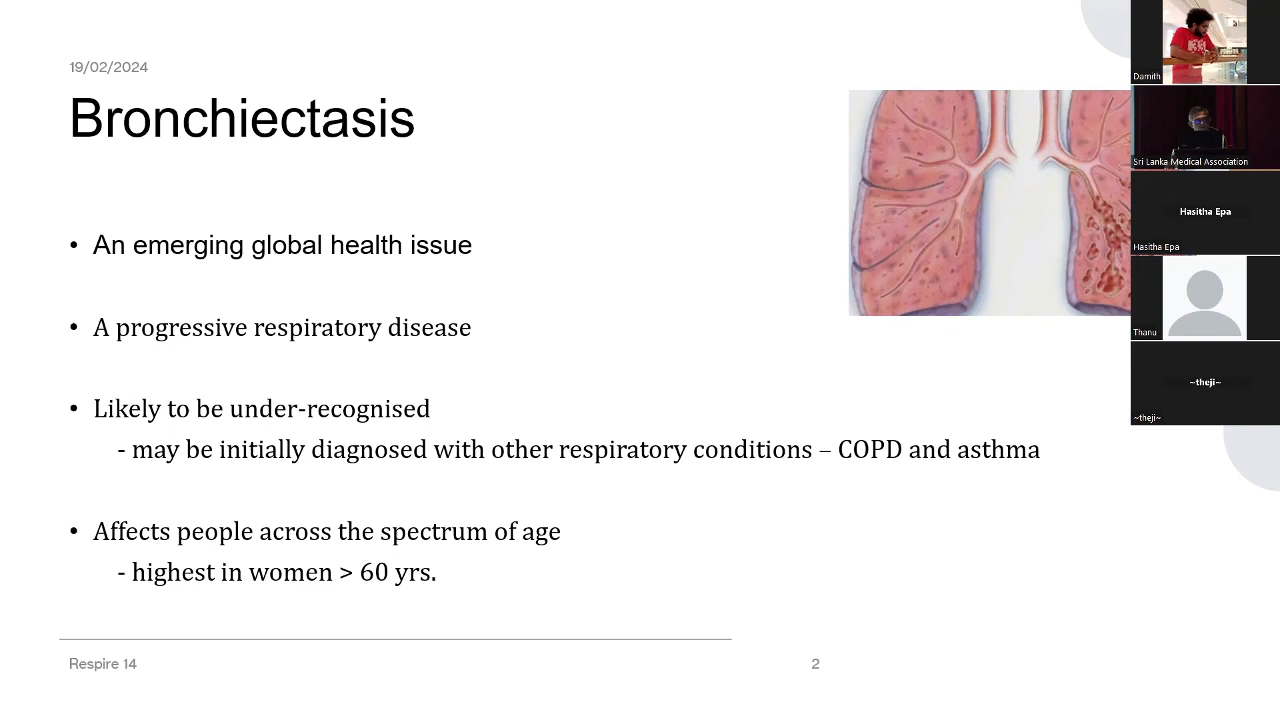 19/02/2024
Bronchiectasis
• An emerging global health issue
• A progressive respiratory disease
• Likely to be under-recognised
- may be initially diagnosed with other respiratory conditions – COPD and asthma
• Affects people across the spectrum of age
- highest in women > 60 yrs.
Respire 14
2
Damith
Sri Lanka Medical Association
Hasitha Epa
Hasitha Epa
Thanu
~theji~
~theji~